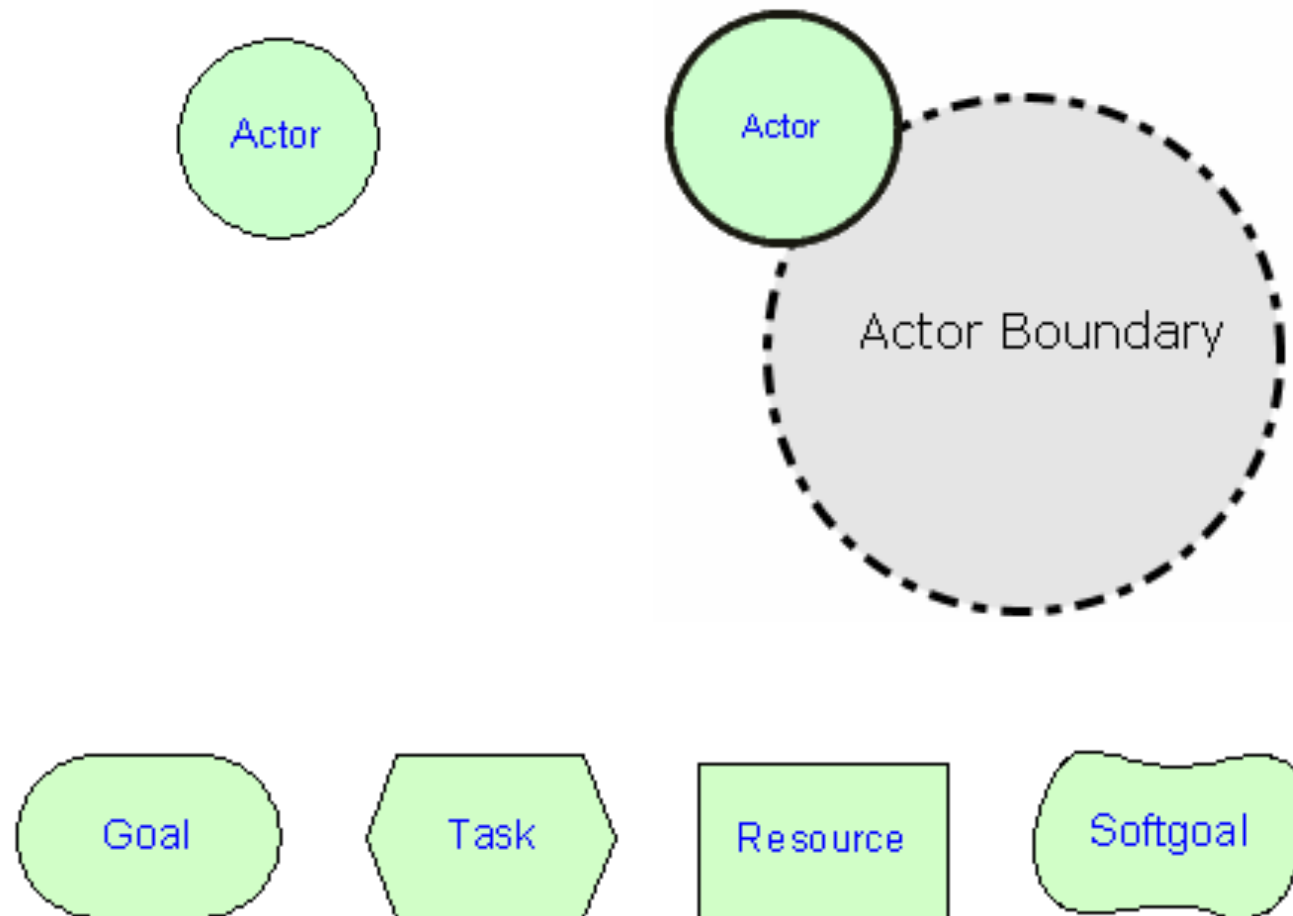 Actor
Actor
Actor Boundary
Goal
Task
Resource
Softgoal